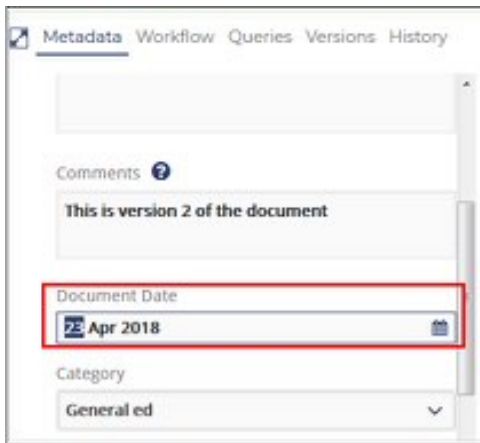 Metadata Workflow Queries Versions History
Comments ?
This is version 2 of the document
Document Date
23 Apr 2018
Category
General ed